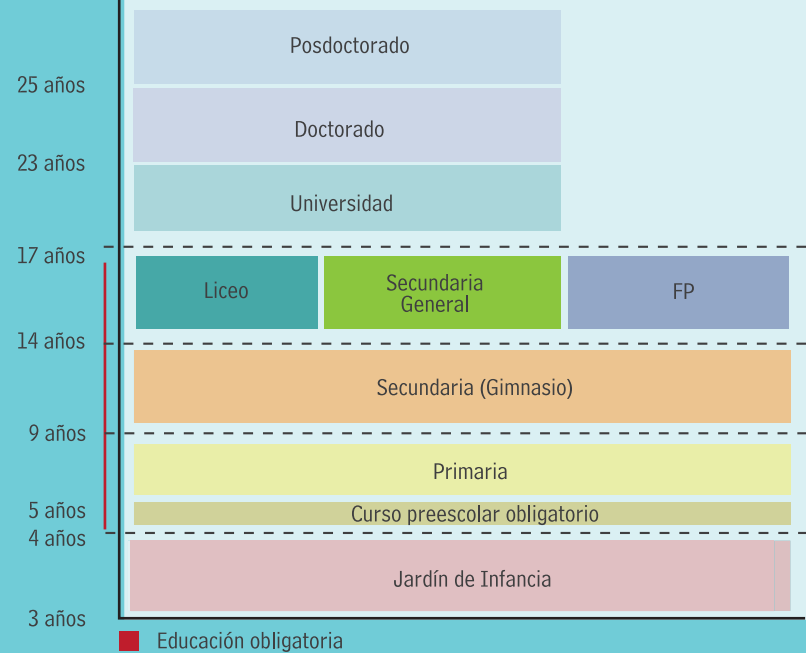 Posdoctorado
25 años
Doctorado
23 años
Universidad
17 años
Liceo
Secundaria
General
FP
14 años
Secundaria (Gimnasio)
9 años
Primaria
5 años
Curso preescolar obligatorio
4 años
Jardín de Infancia
3 años
Educación obligatoria